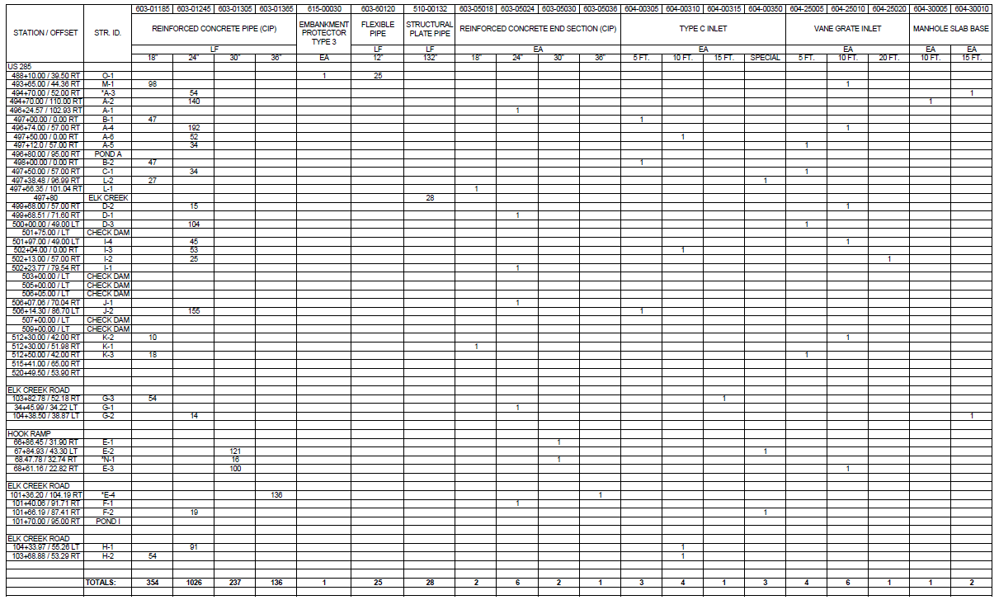 603-01185 603-01245 603-01305 603-01365 615-00030 603-60120 510-00132 603-05018 603-05024 603-05030 603-05036 604-00305 604-00310 604-00315 604-00350 604-25005 604-25010 604-25020 604-30005 604-30010
STATION / OFFSET STR. ID. REINFORCED CONCRETE PIPE (CIP) EMBANKMENT PROTECTOR TYPE 3 FLEXIBLE PIPE STRUCTURAL PLATE PIPE REINFORCED CONCRETE END SECTION (CIP) TYPE C INLET VANE GRATE INLET MANHOLE SLAB BASE
LF LF LF EA EA EA EA EA
18" 24" 30" 36" EA 12" 132" 18" 24" 30" 36" 5 FT. 10 FT. 15 FT. SPECIAL 5 FT. 10 FT. 20 FT. 10 FT. 15 FT.
US 285
488+10.00 / 39.50 RT O-1 1 25
493+65.00 / 44.36 RT M-1 98 1
494+70.00 / 52.00 RT *A-3 54 1
494+70.00 / 110.00 RT A-2 140 1
496+24.57 / 102.93 RT A-1 1
497+00.00 / 0.00 RT B-1 47 1
496+74.00 / 57.00 RT A-4 192 1
497+50.00 / 0.00 RT A-6 52 1
497+12.0 / 57.00 RT A-5 34 1
496+80.00 / 95.00 RT POND A
498+00.00 / 0.00 RT B-2 47 1
497+50.00 / 57.00 RT C-1 34 1
497+38.48 / 96.99 RT L-2 27 1
497+66.35 / 101.04 RT L-1 1
497+80 ELK CREEK 28
499+68.00 / 57.00 RT D-2 15 1
499+68.51 / 71.60 RT D-1 1
500+00.00 / 49.00 LT D-3 104 1
501+75.00 / LT CHECK DAM
501+97.00 / 49.00 LT I-4 45 1
502+04.00 / 0.00 RT I-3 53 1
502+13.00 / 57.00 RT I-2 25 1
502+23.77 / 79.54 RT I-1 1
503+00.00 / LT CHECK DAM
505+00.00 / LT CHECK DAM
506+05.00 / LT CHECK DAM
506+07.06 / 70.04 RT J-1 1
506+14.30 / 86.70 LT J-2 155 1
507+00.00 / LT CHECK DAM
509+00.00 / LT CHECK DAM
512+30.00 / 42.00 RT K-2 10 1
512+30.00 / 51.98 RT K-1 1
512+50.00 / 42.00 RT K-3 18 1
515+41.00 / 65.00 RT
520+49.50 / 53.90 RT
ELK CREEK ROAD
103+82.78 / 52.18 RT G-3 54 1
34+45.99 / 34.22 LT G-1 1
104+38.50 / 38.87 LT G-2 14 1
HOOK RAMP
66+86.45 / 31.90 RT E-1 1
67+84.93 / 43.30 LT E-2 121 1
68.47.78 / 32.74 RT *N-1 16 1
68+61.16 / 22.82 RT E-3 100 1
ELK CREEK ROAD
101+36.20 / 104.19 RT *E-4 136 1
101+40.06 / 91.71 RT F-1 1
101+66.19 / 87.41 RT F-2 19 1
101+70.00 / 95.00 RT POND I
ELK CREEK ROAD
104+33.97 / 55.26 LT H-1 91 1
103+68.88 / 53.29 RT H-2 54 1
TOTALS: 354 1026 237 136 1 25 28 2 6 2 1 3 4 1 3 4 6 1 1 2